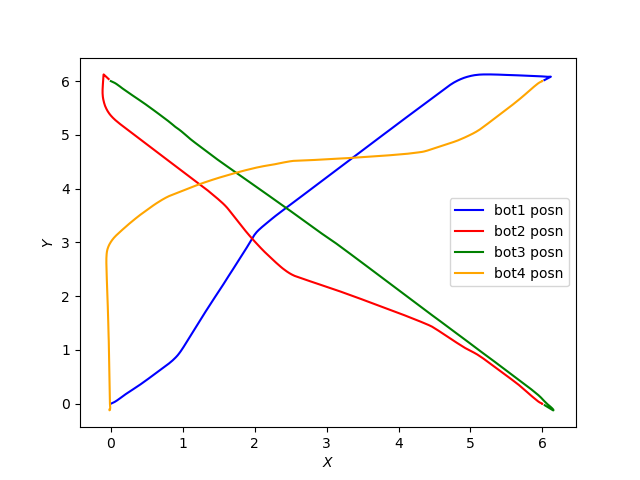 6
5
4
3
2
1
0
Y
bot1 posn
bot2 posn
bot3 posn
bot4 posn
0 1 2 3 4 5 6
X